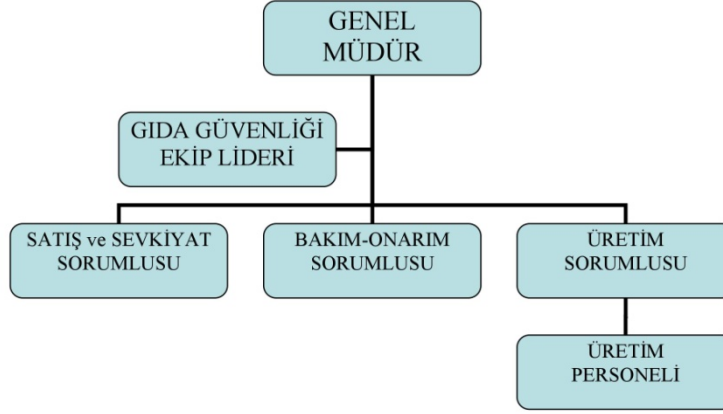 GENEL
MÜDÜR
GIDA GÜVENLİĞİ
EKİP LİDERİ
SATIŞ ve SEVKİYAT
SORUMLUSU
BAKIM-ONARIM
SORUMLUSU
ÜRETİM
SORUMLUSU
ÜRETİM
PERSONELİ